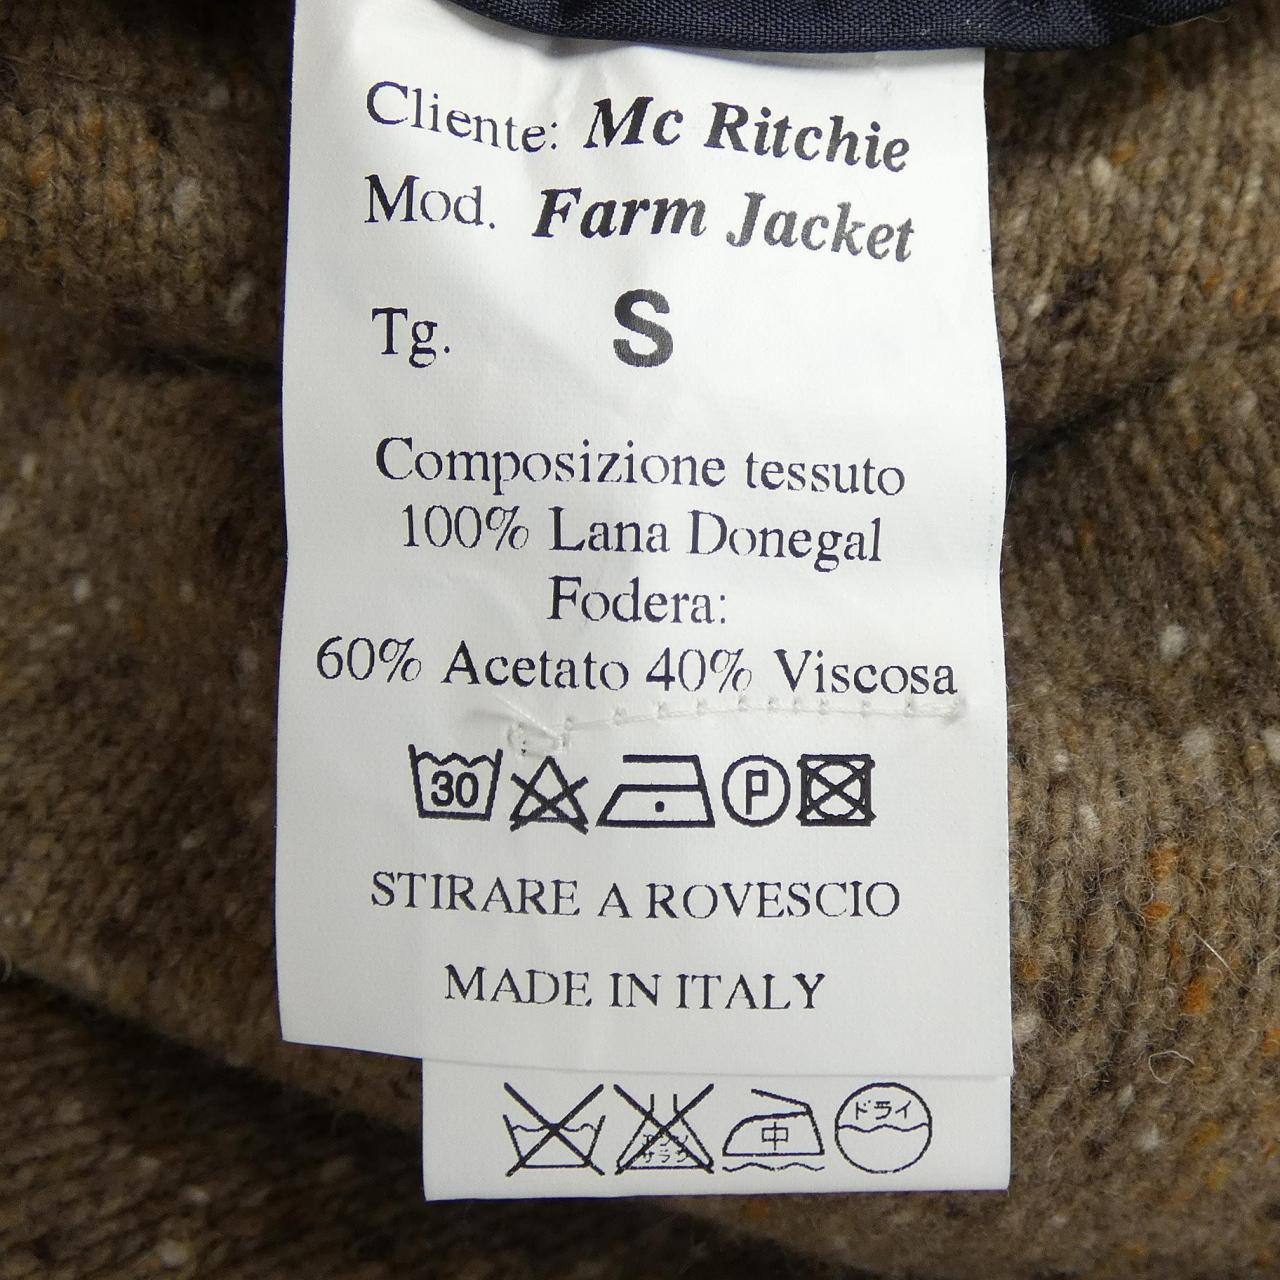 Cliente: Mc Ritchie
Mod. Farm Jacket
Tg. S
Composizione tessuto
100% Lana Donegal
Fodera:
60% Acetato 40% Viscosa
30 P
STIRARE A ROVESCIO
MADE IN ITALY
中 ドライ